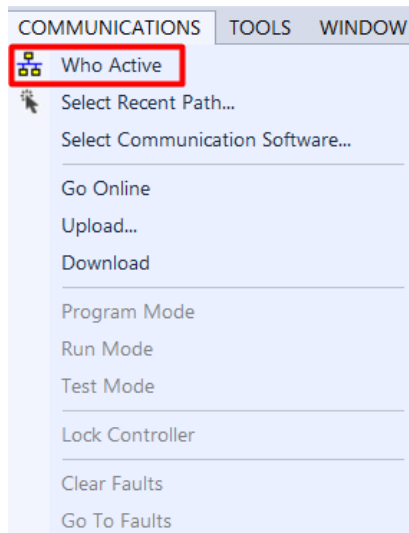 COMMUNICATIONS TOOLS WINDOW
Who Active
Select Recent Path...
Select Communication Software...
Go Online
Upload...
Download
Program Mode
Run Mode
Test Mode
Lock Controller
Clear Faults
Go To Faults